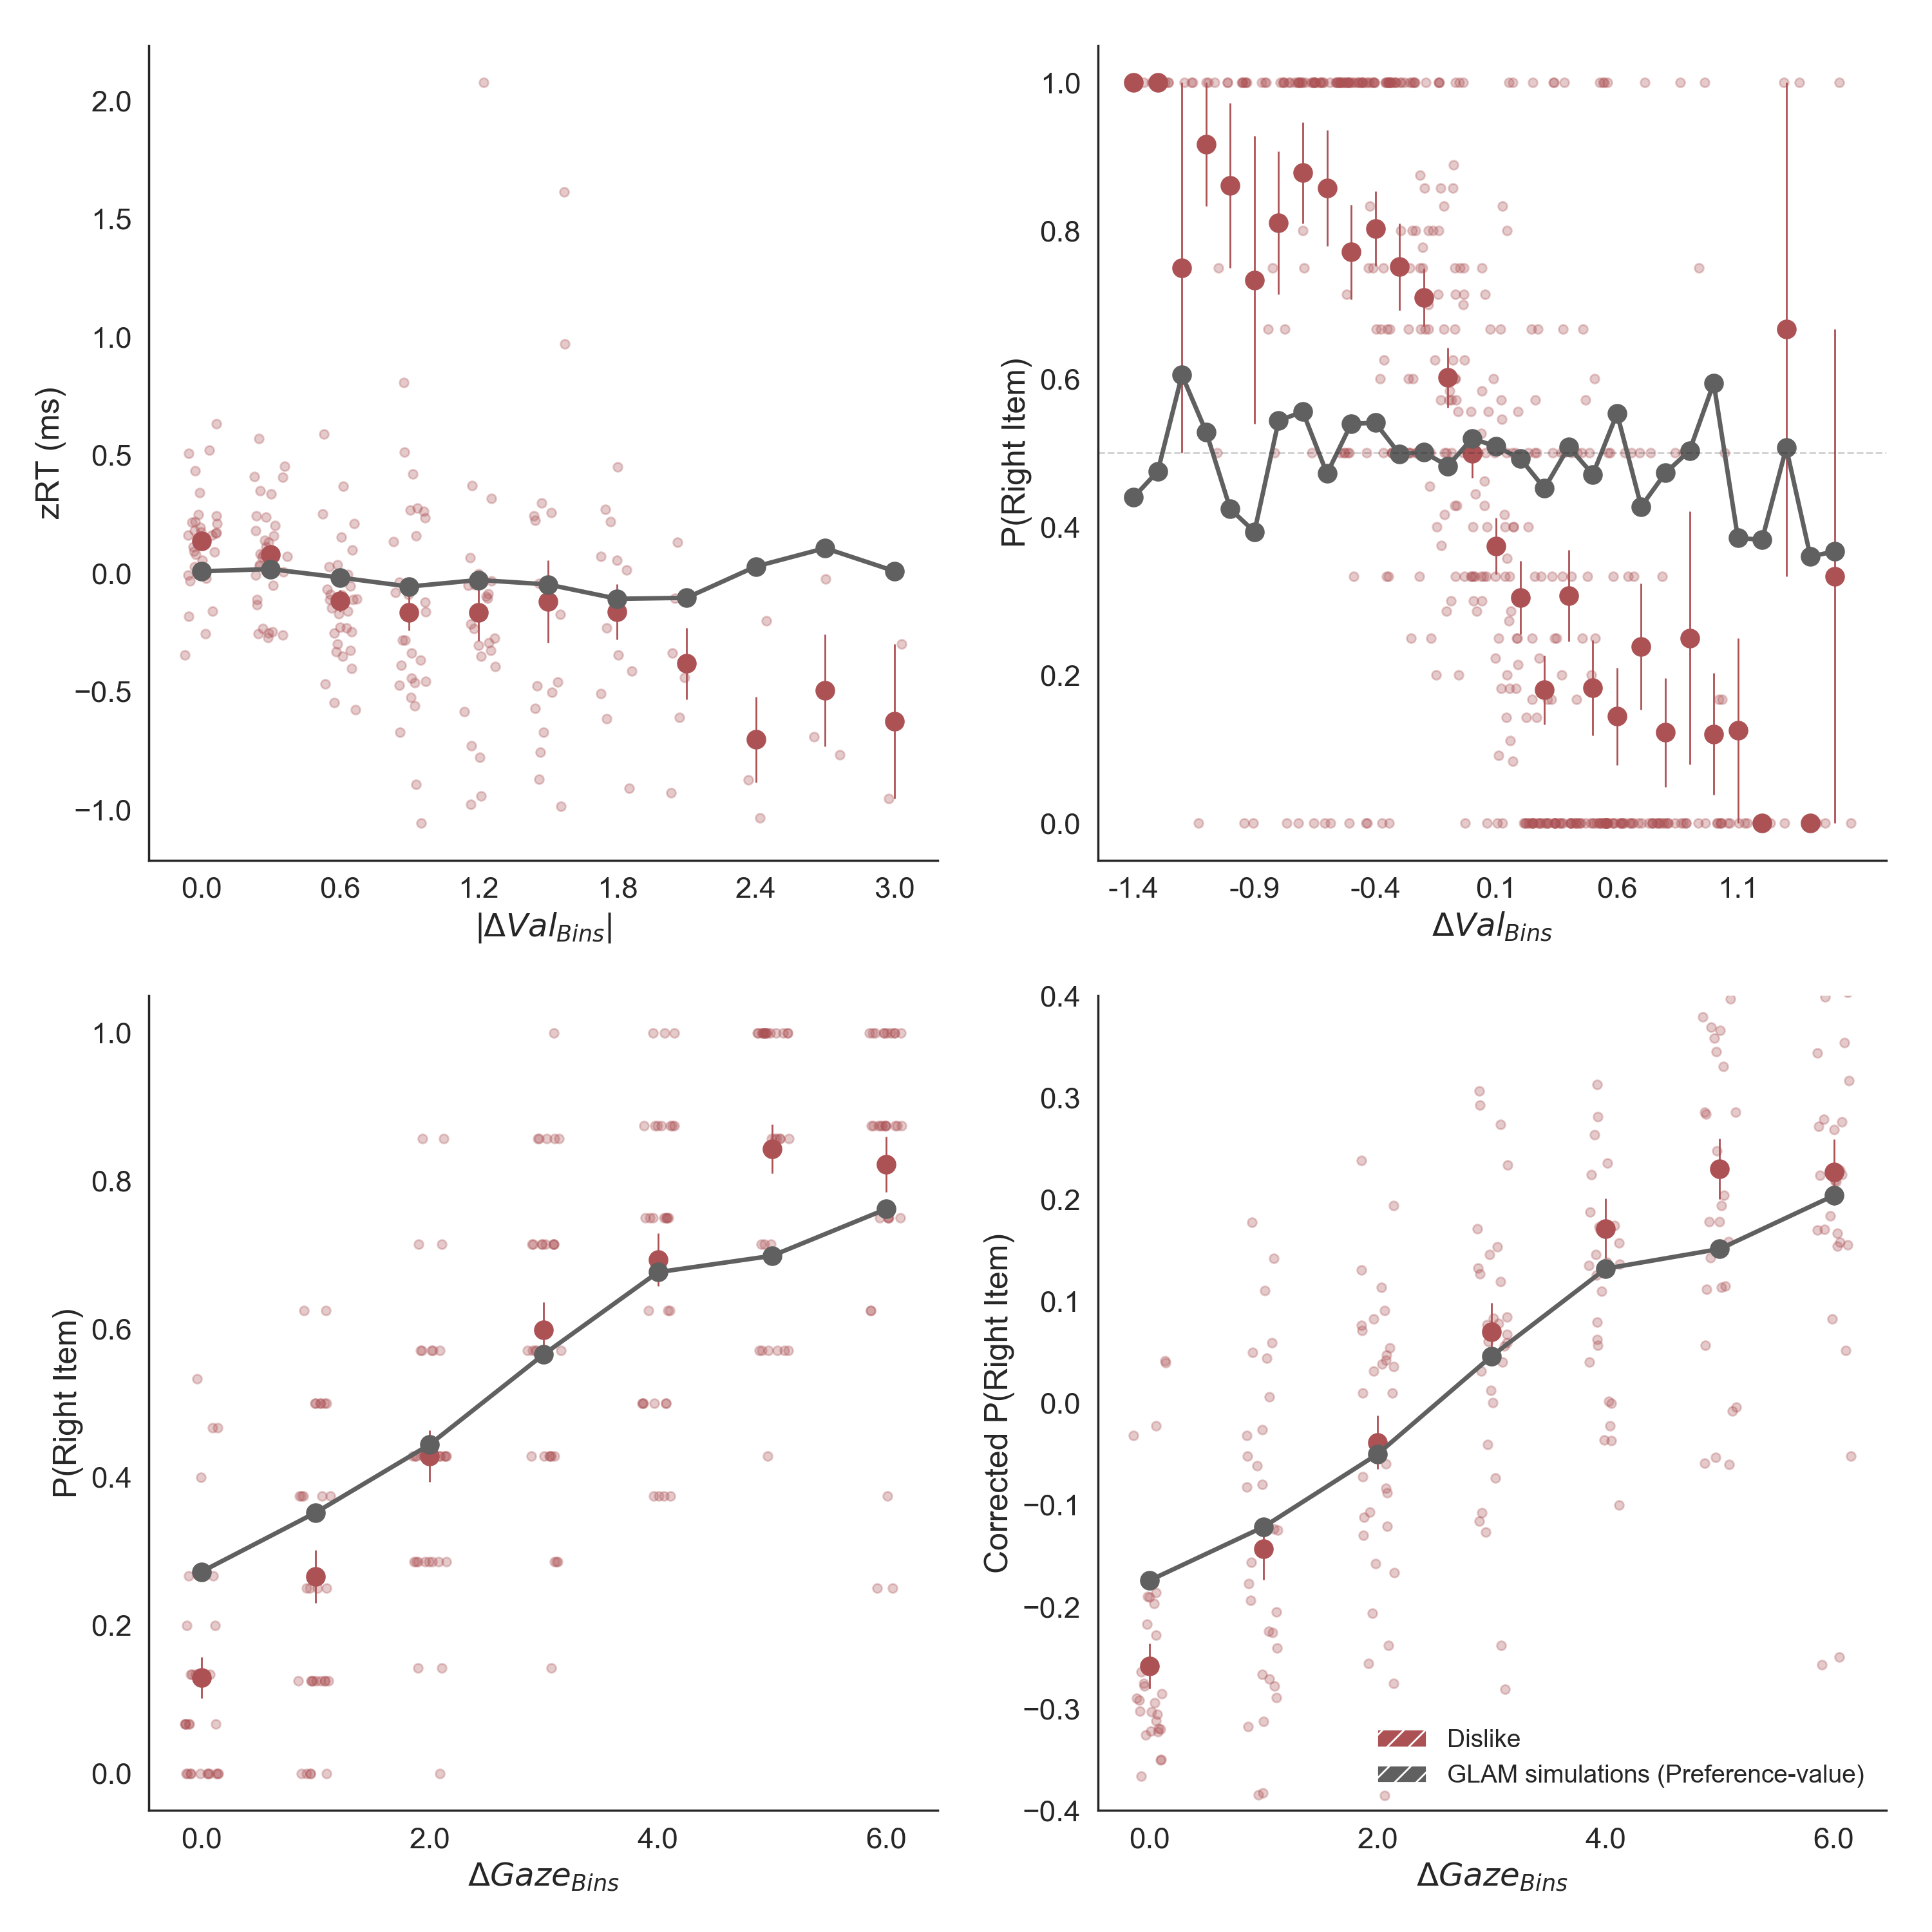 2.0
1.5
1.0
0.5
0.0
−0.5
−1.0
zRT (ms)
0.0 0.6 1.2 1.8 2.4 3.0
|ΔVal_Bins|
1.0
0.8
0.6
0.4
0.2
0.0
P(Right Item)
-1.4 -0.9 -0.4 0.1 0.6 1.1
ΔVal_Bins
1.0
0.8
0.6
0.4
0.2
0.0
P(Right Item)
0.0 2.0 4.0 6.0
ΔGaze_Bins
0.4
0.3
0.2
0.1
0.0
−0.1
−0.2
−0.3
−0.4
Corrected P(Right Item)
Dislike
GLAM simulations (Preference-value)
0.0 2.0 4.0 6.0
ΔGaze_Bins